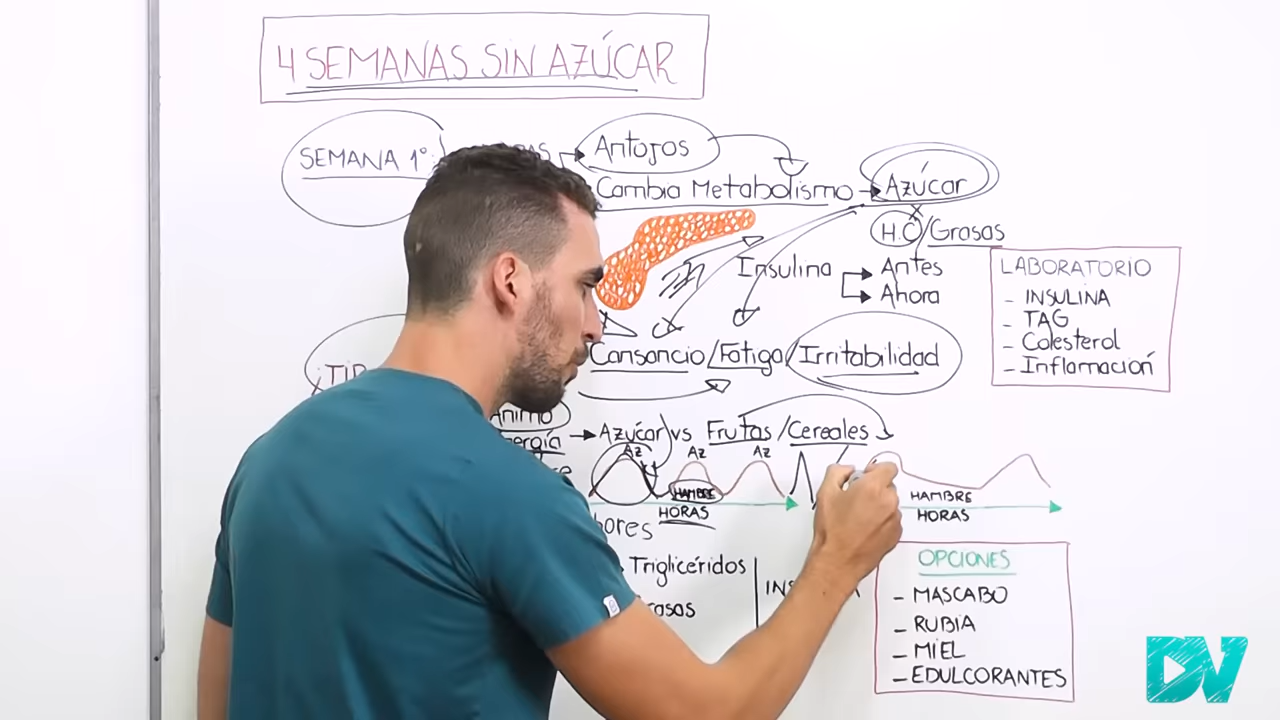 4 SEMANAS SIN AZÚCAR
SEMANA 1º:
Antojos
Cambia Metabolismo → Azúcar
H.C/Grasas
Insulina
Antes
Ahora
LABORATORIO
- INSULINA
- TAG
- Colesterol
- Inflamación
Cansancio/Fatiga/Irritabilidad
Ánimo
→ Azúcar vs Frutas/Cereales
AZ AZ AZ
HAMBRE
HORAS
HAMBRE
HORAS
Triglicéridos
OPCIONES
- MASCABO
- RUBIA
- MIEL
- EDULCORANTES
DV